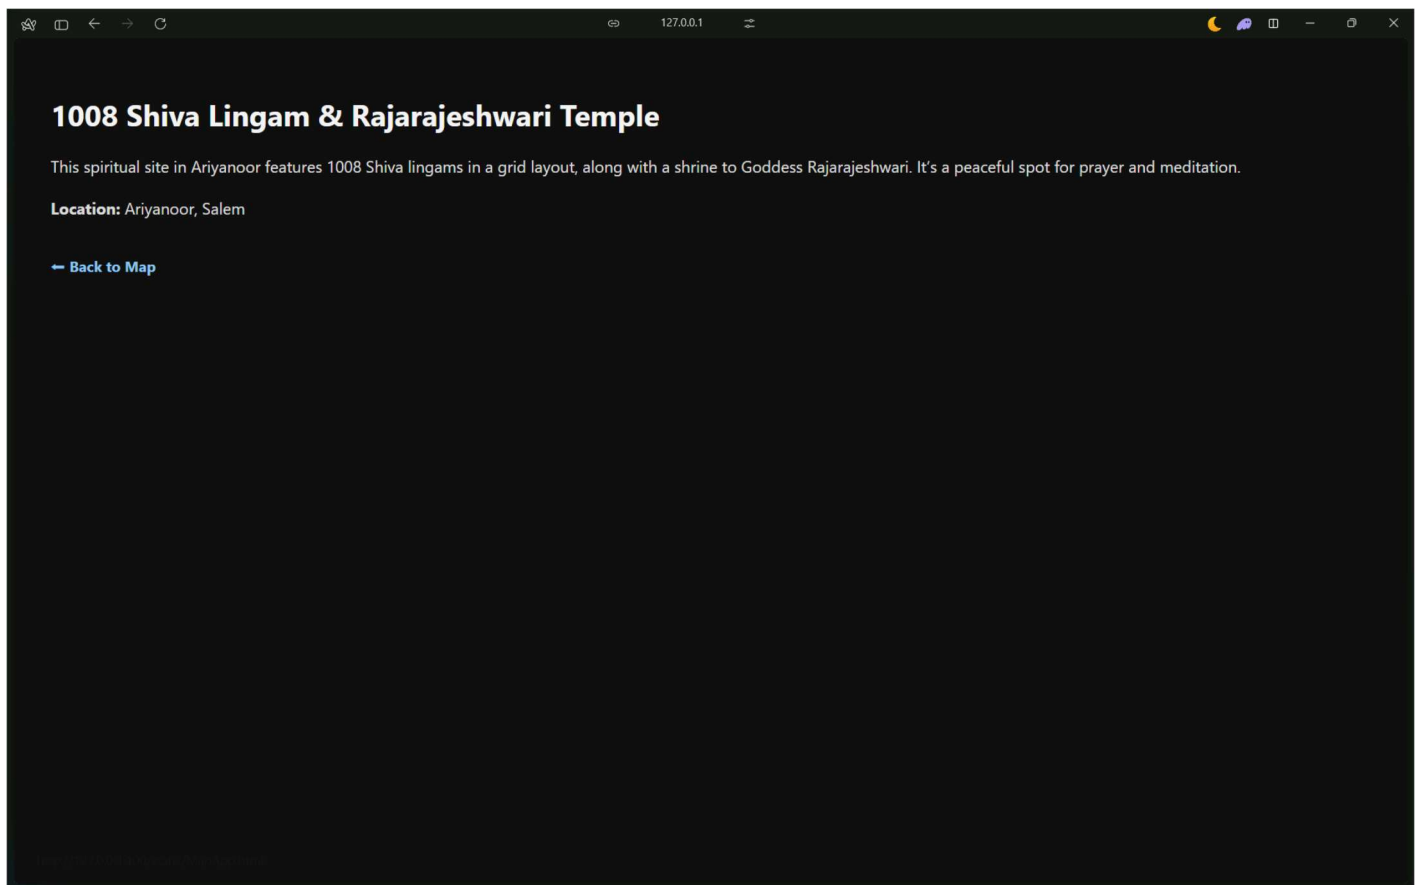 127.0.0.1
1008 Shiva Lingam & Rajarajeshwari Temple
This spiritual site in Ariyanoor features 1008 Shiva lingams in a grid layout, along with a shrine to Goddess Rajarajeshwari. It’s a peaceful spot for prayer and meditation.
Location: Ariyanoor, Salem
⬅ Back to Map